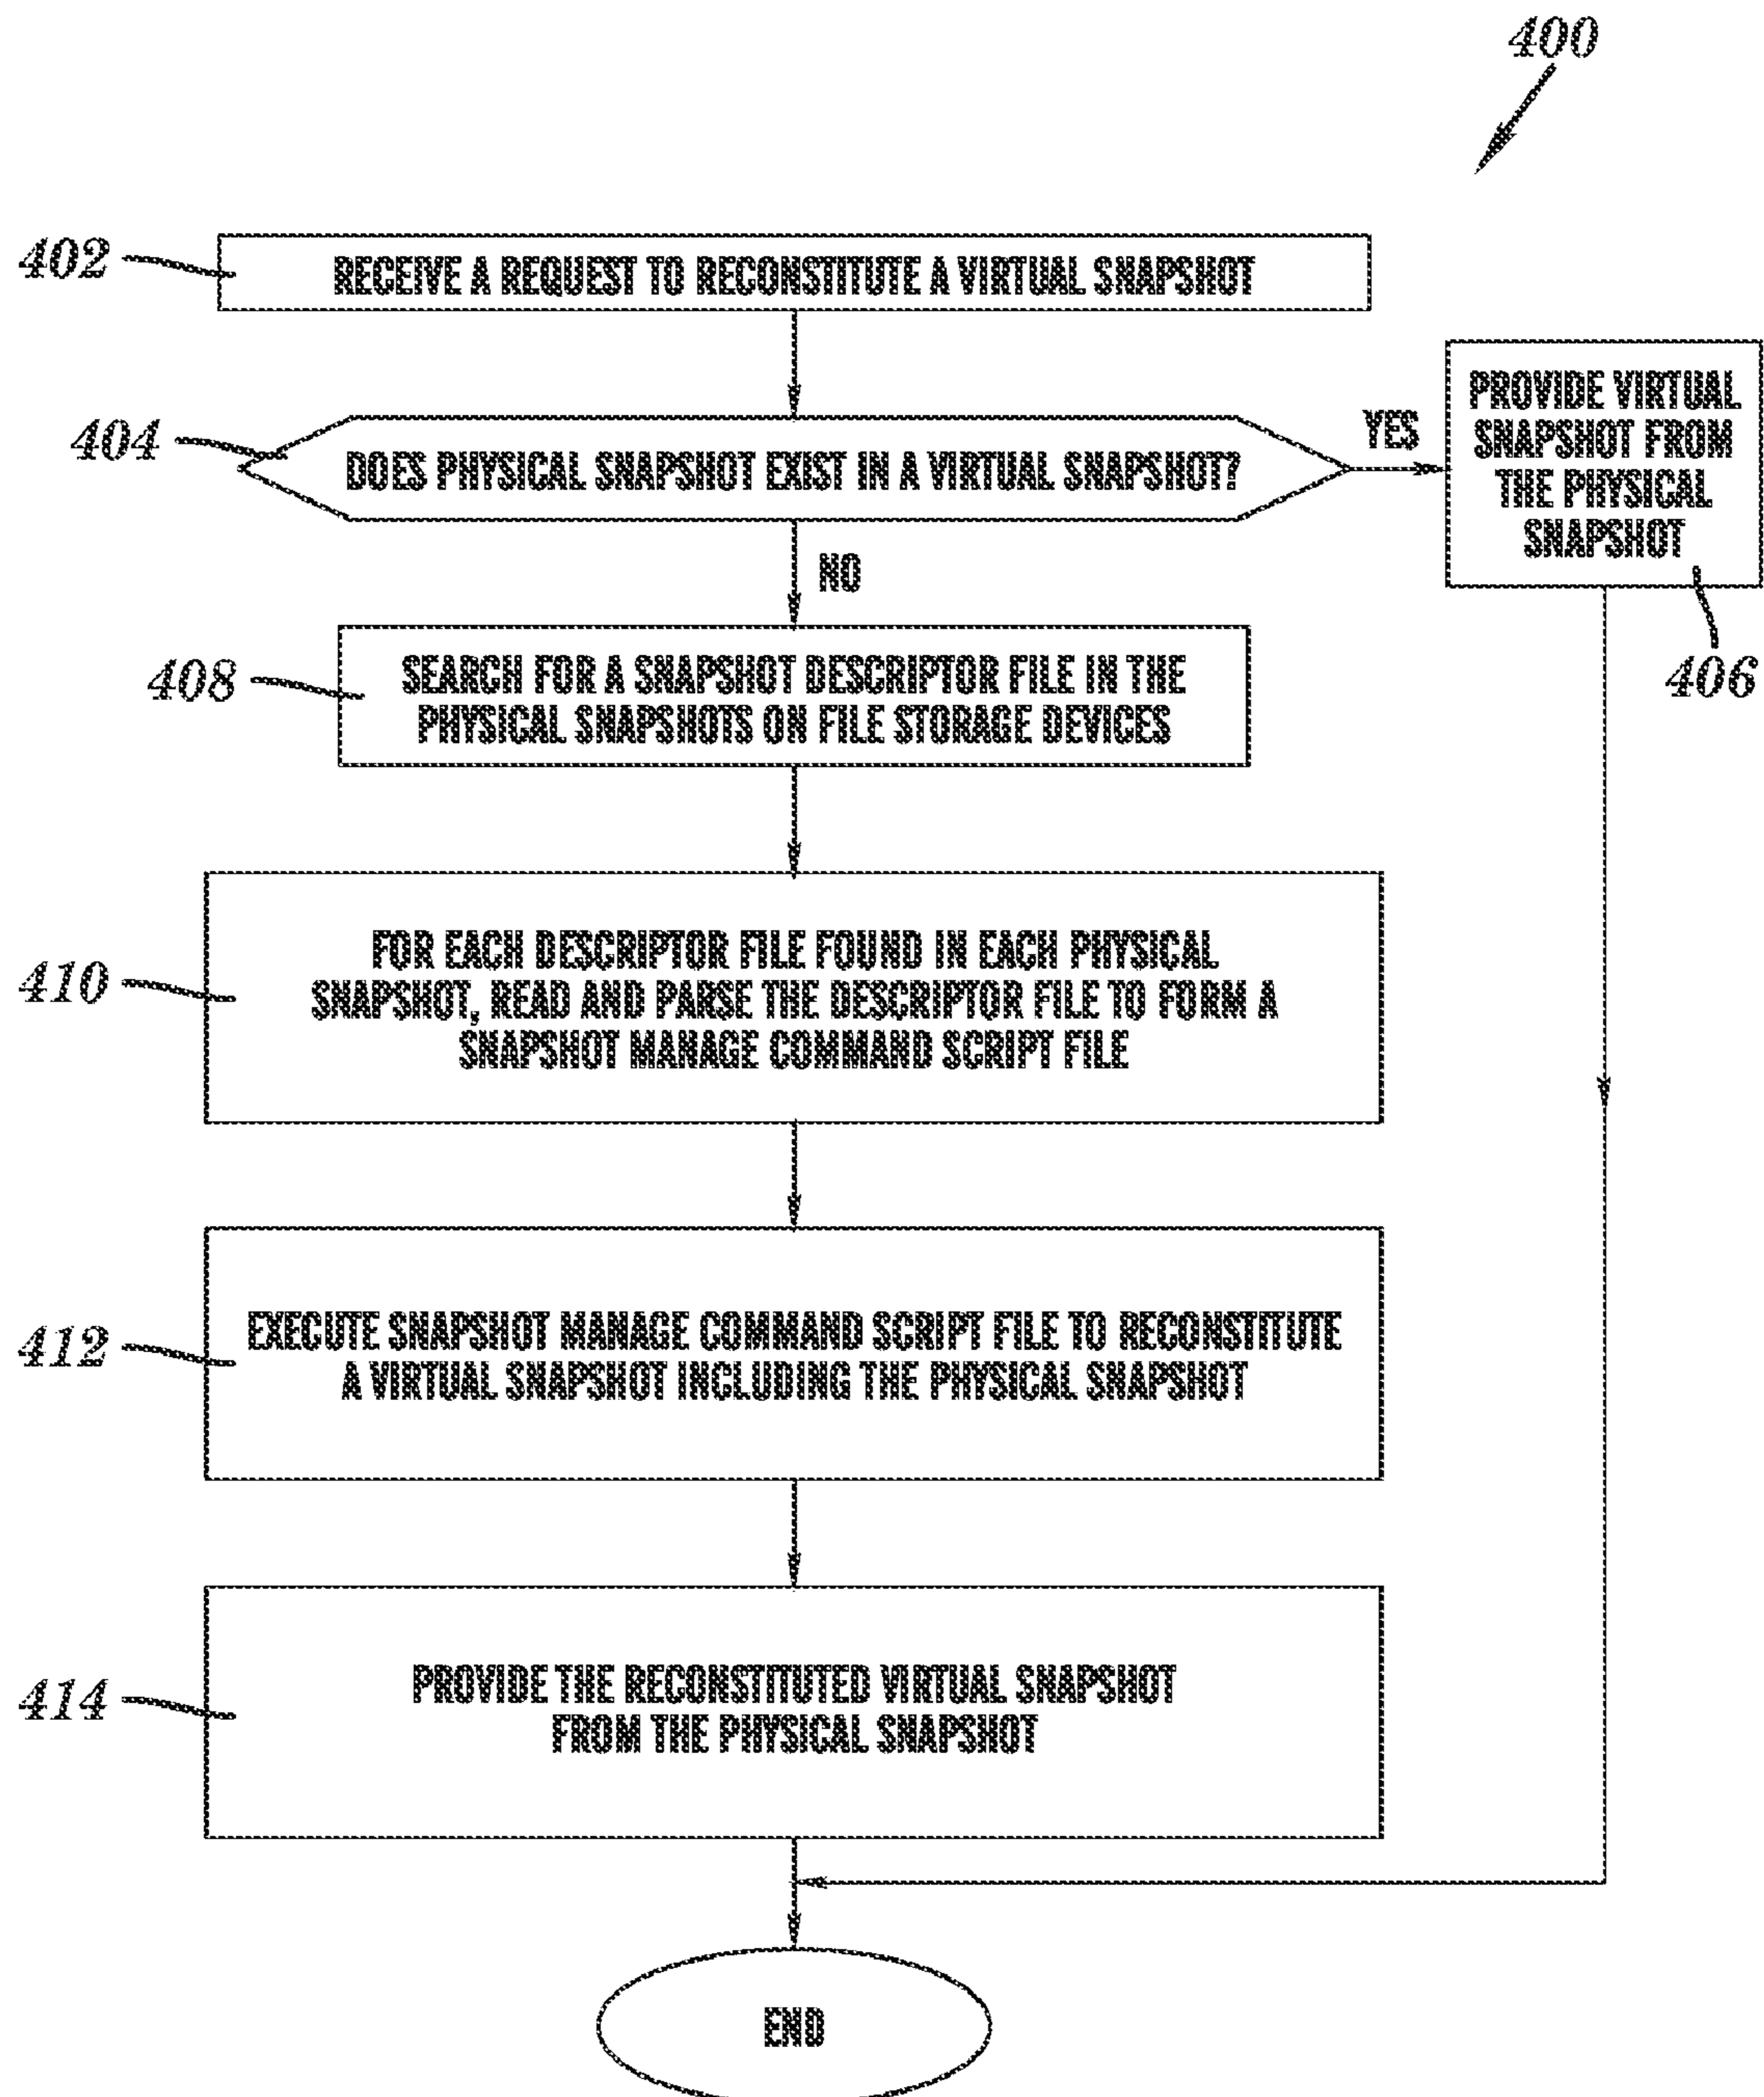 400
402
RECEIVE A REQUEST TO RECONSTITUTE A VIRTUAL SNAPSHOT
404
DOES PHYSICAL SNAPSHOT EXIST IN A VIRTUAL SNAPSHOT?
YES
PROVIDE VIRTUAL
SNAPSHOT FROM
THE PHYSICAL
SNAPSHOT
406
NO
408
SEARCH FOR A SNAPSHOT DESCRIPTOR FILE IN THE
PHYSICAL SNAPSHOTS ON FILE STORAGE DEVICES
410
FOR EACH DESCRIPTOR FILE FOUND IN EACH PHYSICAL
SNAPSHOT, READ AND PARSE THE DESCRIPTOR FILE TO FORM A
SNAPSHOT MANAGE COMMAND SCRIPT FILE
412
EXECUTE SNAPSHOT MANAGE COMMAND SCRIPT FILE TO RECONSTITUTE
A VIRTUAL SNAPSHOT INCLUDING THE PHYSICAL SNAPSHOT
414
PROVIDE THE RECONSTITUTED VIRTUAL SNAPSHOT
FROM THE PHYSICAL SNAPSHOT
END